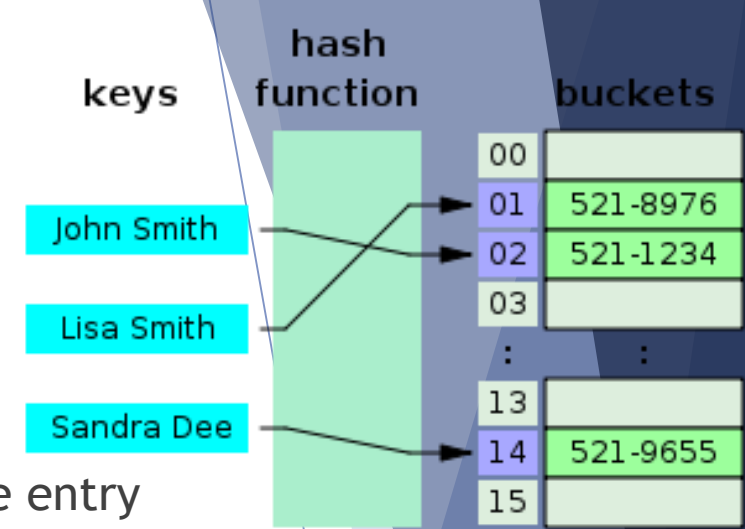 hash
keys function buckets
00
01 521-8976
John Smith
02 521-1234
03
Lisa Smith
: :
13
Sandra Dee
14 521-9655
15
e entry